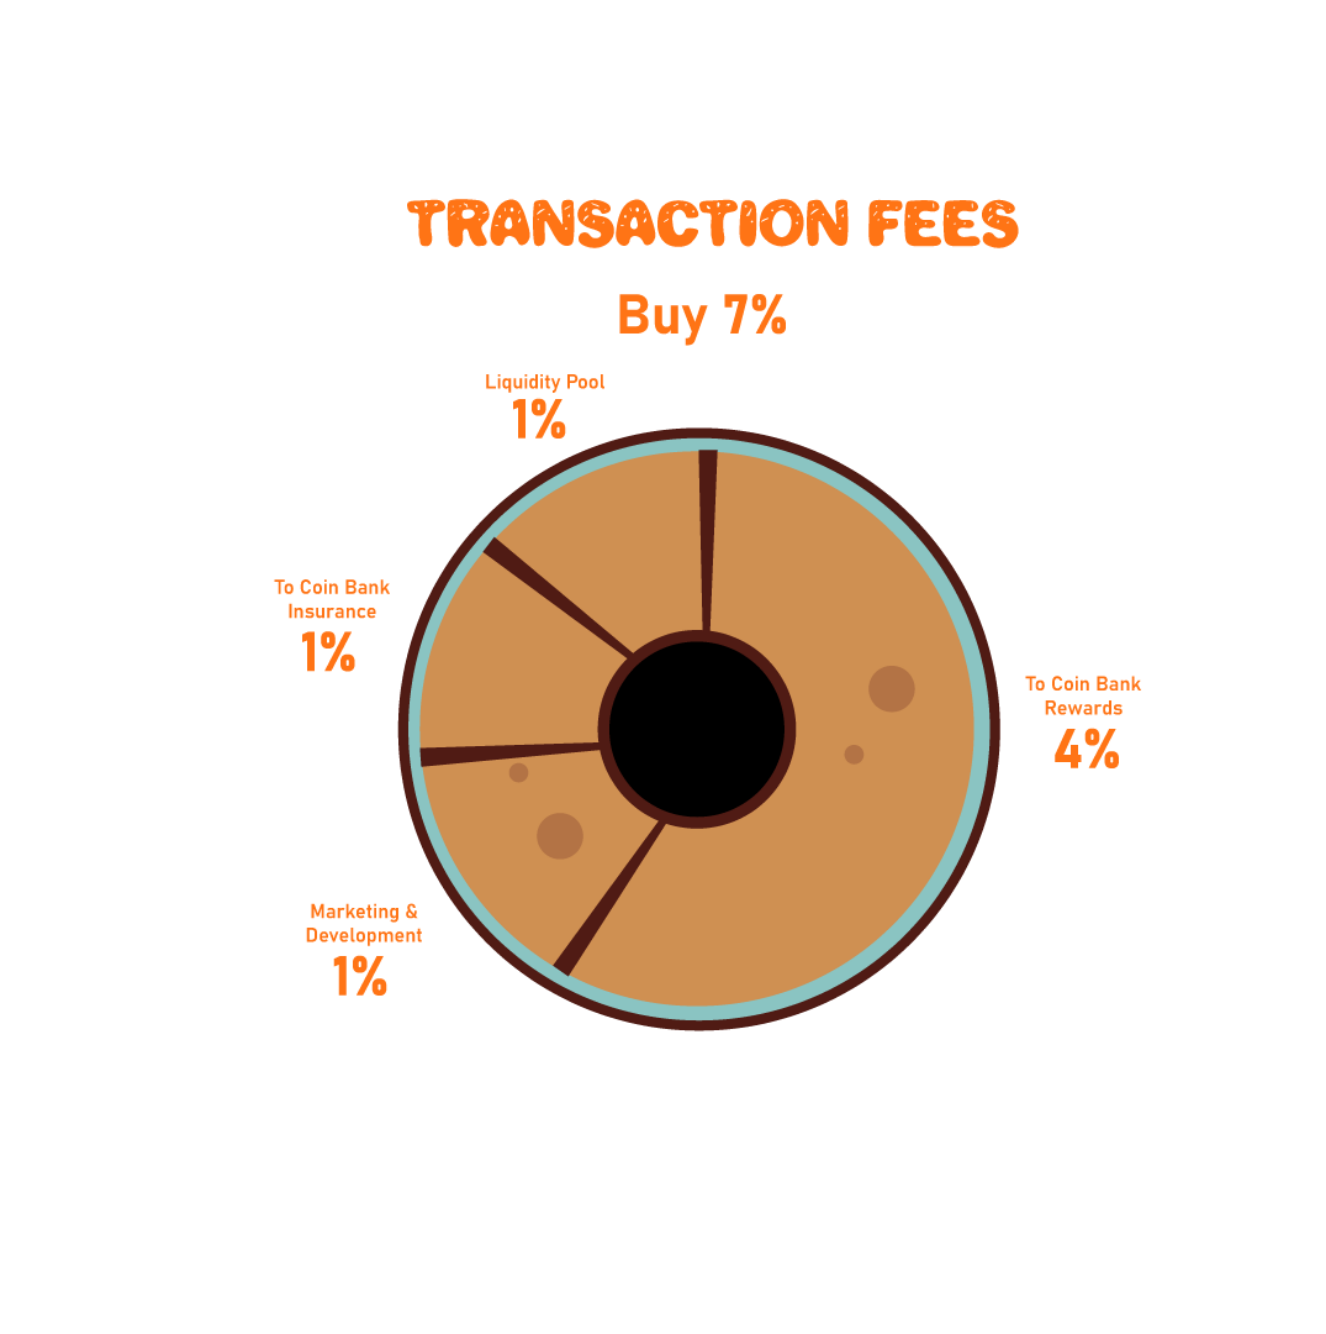 TRANSACTION FEES
Buy 7%
Liquidity Pool
1%
To Coin Bank
Insurance
1%
To Coin Bank
Rewards
4%
Marketing &
Development
1%